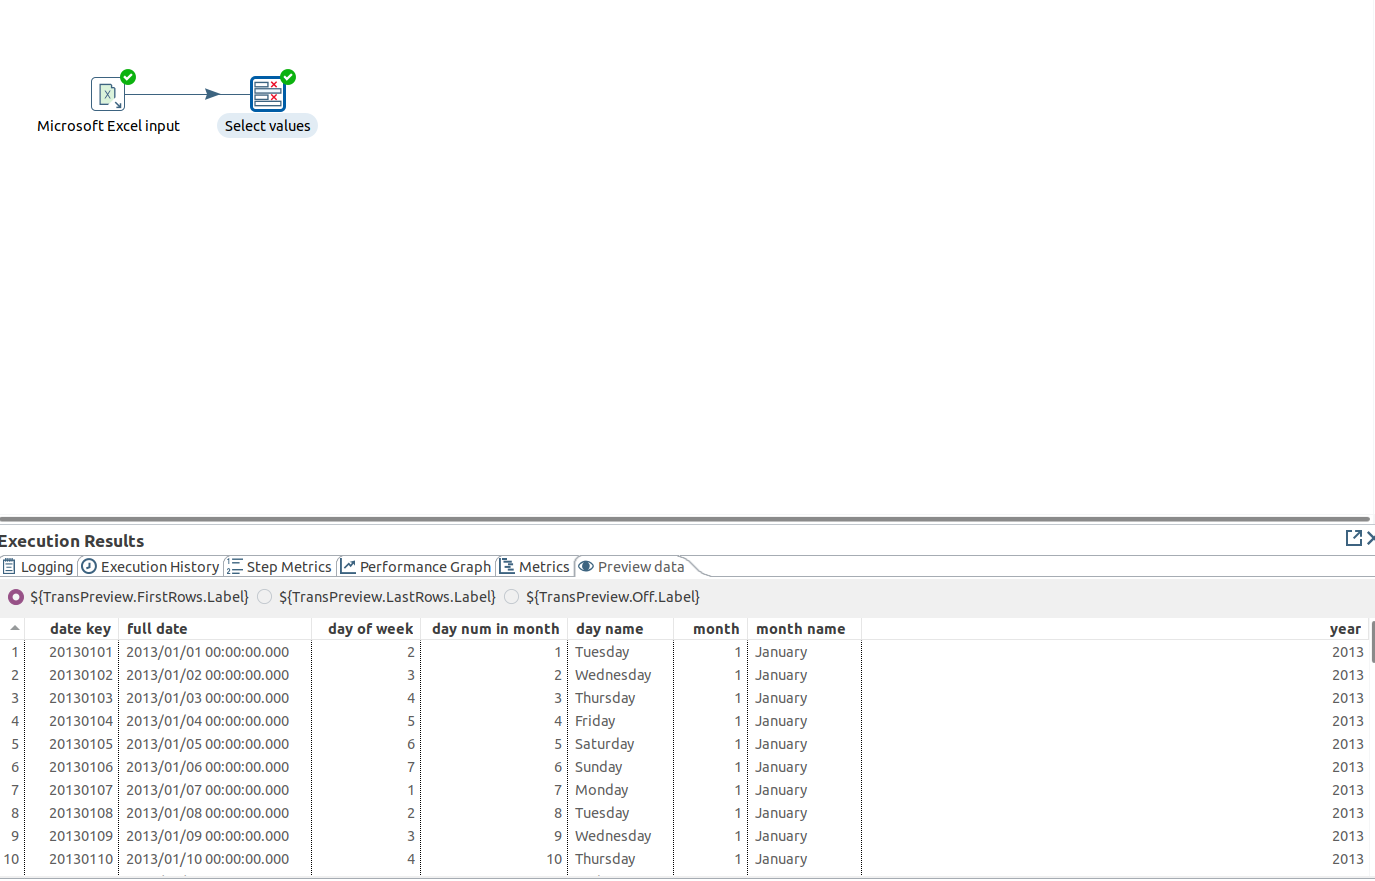 Microsoft Excel input
Select values
Execution Results
Logging Execution History Step Metrics Performance Graph Metrics Preview data
${TransPreview.FirstRows.Label} ${TransPreview.LastRows.Label} ${TransPreview.Off.Label}
date key full date day of week day num in month day name month month name year
1 20130101 2013/01/01 00:00:00.000 2 1 Tuesday 1 January 2013
2 20130102 2013/01/02 00:00:00.000 3 2 Wednesday 1 January 2013
3 20130103 2013/01/03 00:00:00.000 4 3 Thursday 1 January 2013
4 20130104 2013/01/04 00:00:00.000 5 4 Friday 1 January 2013
5 20130105 2013/01/05 00:00:00.000 6 5 Saturday 1 January 2013
6 20130106 2013/01/06 00:00:00.000 7 6 Sunday 1 January 2013
7 20130107 2013/01/07 00:00:00.000 1 7 Monday 1 January 2013
8 20130108 2013/01/08 00:00:00.000 2 8 Tuesday 1 January 2013
9 20130109 2013/01/09 00:00:00.000 3 9 Wednesday 1 January 2013
10 20130110 2013/01/10 00:00:00.000 4 10 Thursday 1 January 2013